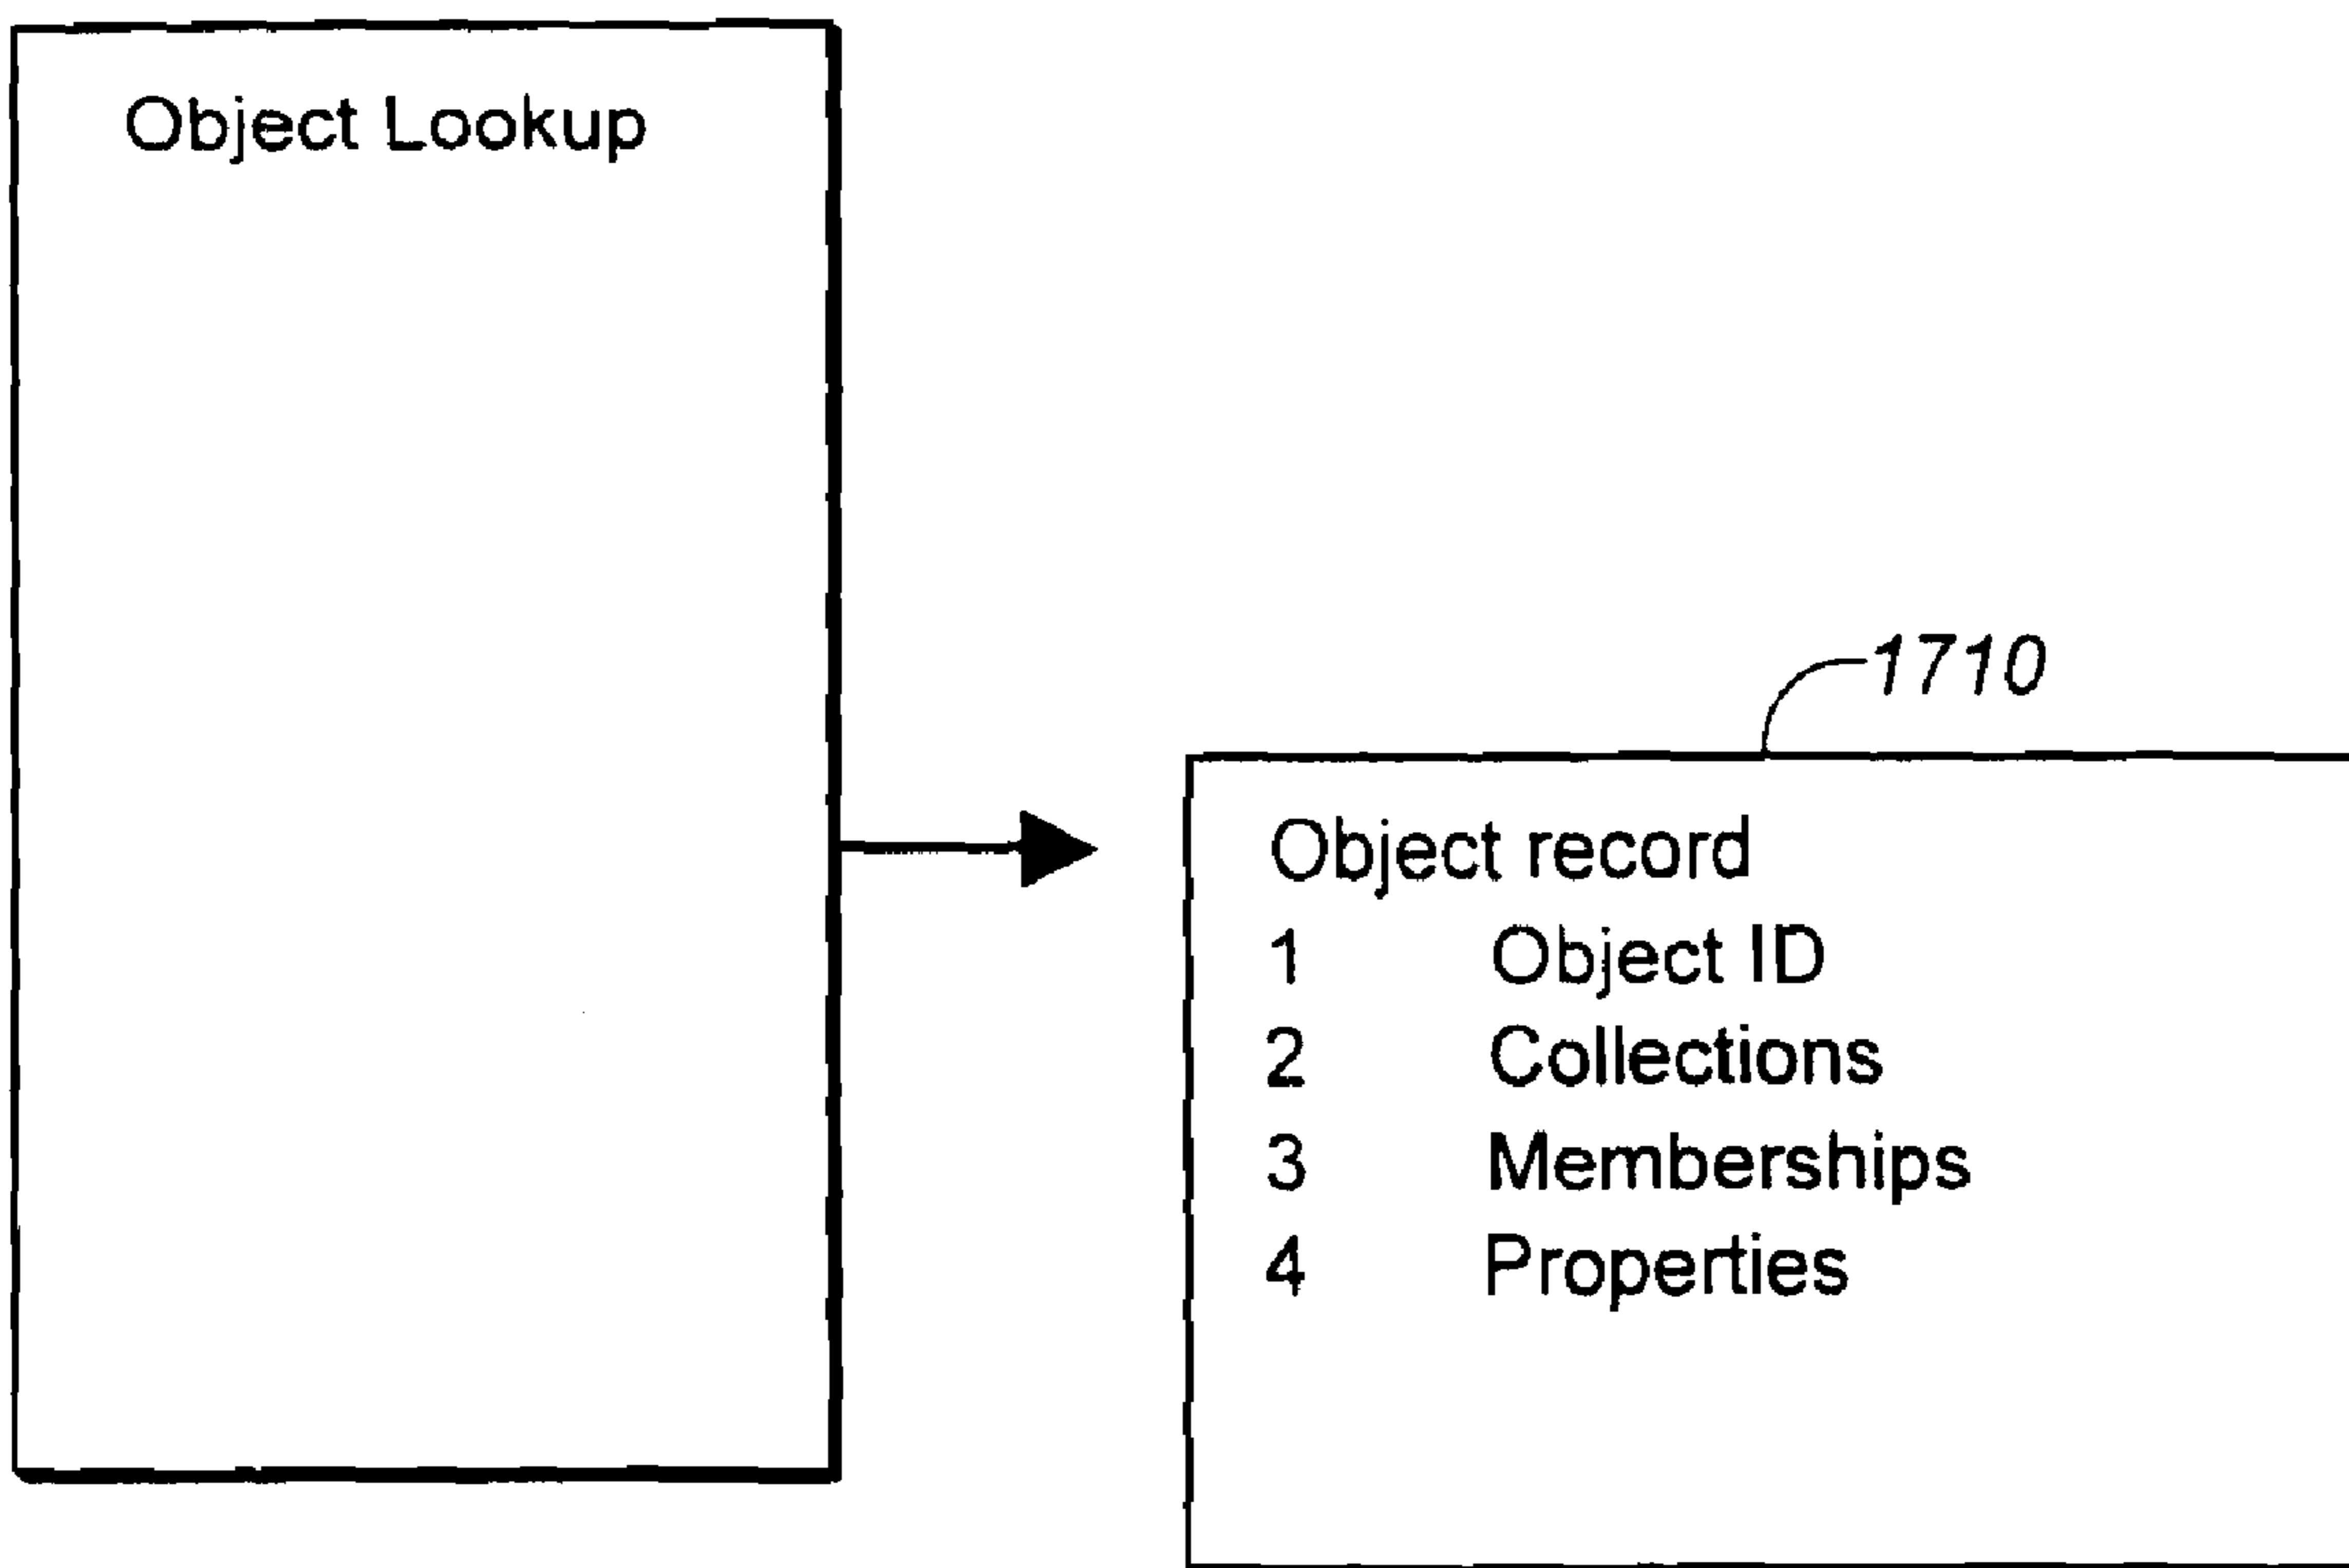 Object Lookup
1710
Object record
1 Object ID
2 Collections
3 Memberships
4 Properties